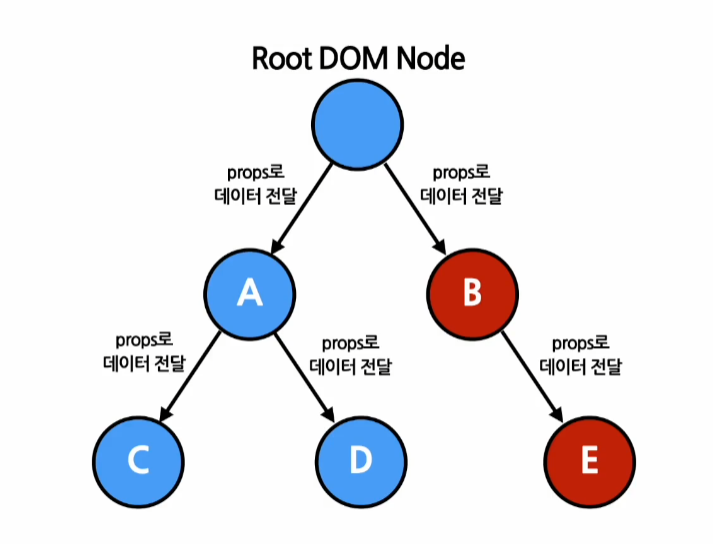 Root DOM Node
props로
데이터 전달
props로
데이터 전달
A
B
props로
데이터 전달
props로
데이터 전달
props로
데이터 전달
C
D
E